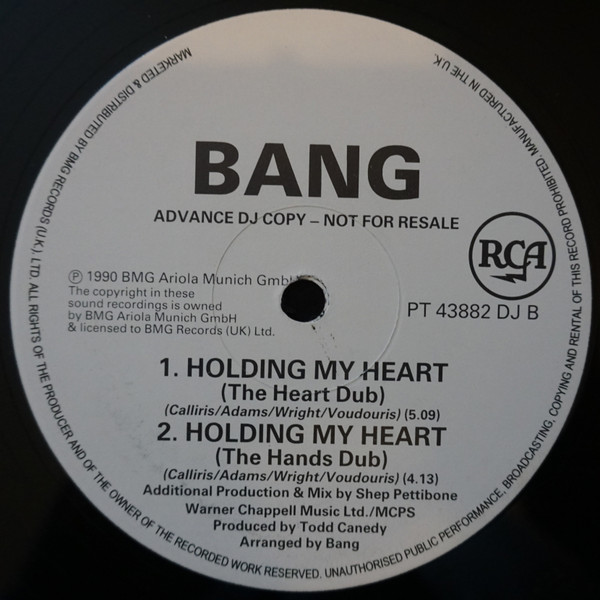 MARKETED & DISTRIBUTED BY BMG RECORDS (U.K.) LTD. ALL RIGHTS OF THE PRODUCER AND OF THE OWNER OF THE RECORDED WORK RESERVED. UNAUTHORISED PUBLIC PERFORMANCE, BROADCASTING, COPYING AND RENTAL OF THIS RECORD PROHIBITED. MANUFACTURED IN THE U.K.
BANG
ADVANCE DJ COPY – NOT FOR RESALE
RCA
Ⓟ 1990 BMG Ariola Munich GmbH
The copyright in these
sound recordings is owned
by BMG Ariola Munich GmbH
& licensed to BMG Records (UK) Ltd.
PT 43882 DJ B
1. HOLDING MY HEART
(The Heart Dub)
(Calliris/Adams/Wright/Voudouris) (5.09)
2. HOLDING MY HEART
(The Hands Dub)
(Calliris/Adams/Wright/Voudouris) (4.13)
Additional Production & Mix by Shep Pettibone
Warner Chappell Music Ltd./MCPS
Produced by Todd Canedy
Arranged by Bang